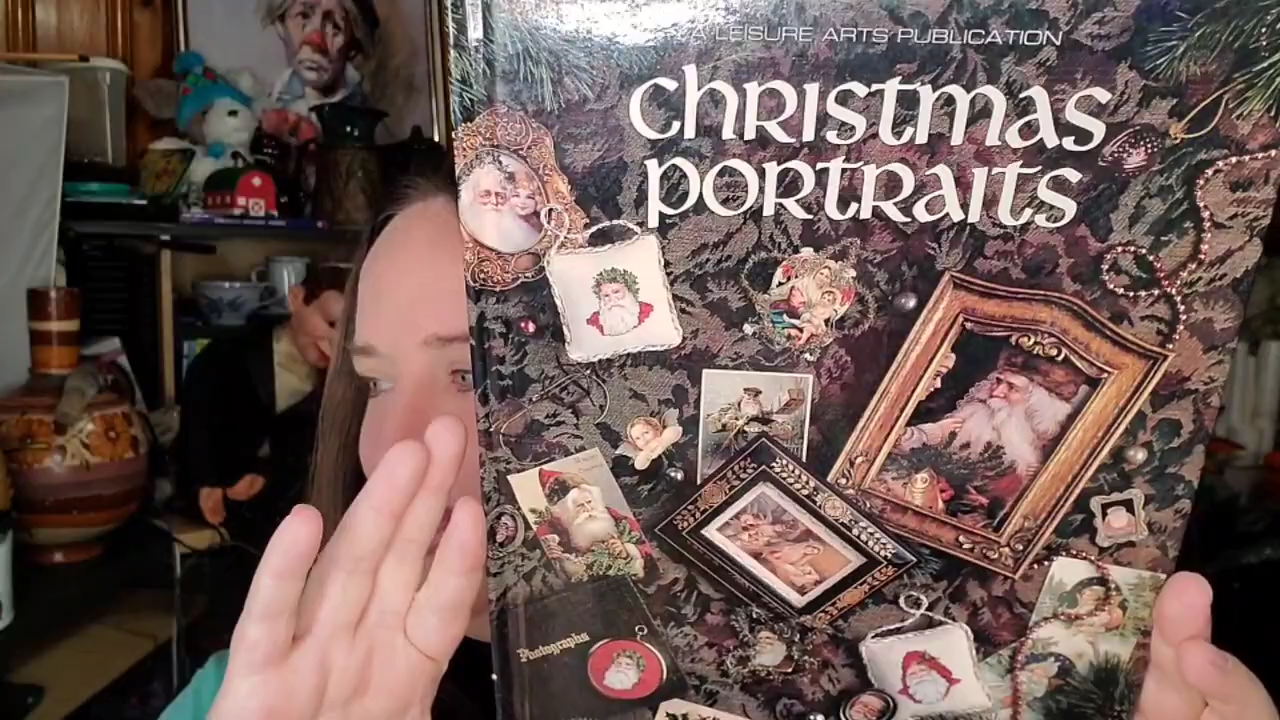 A LEISURE ARTS PUBLICATION
christmas
portraits
Photographs